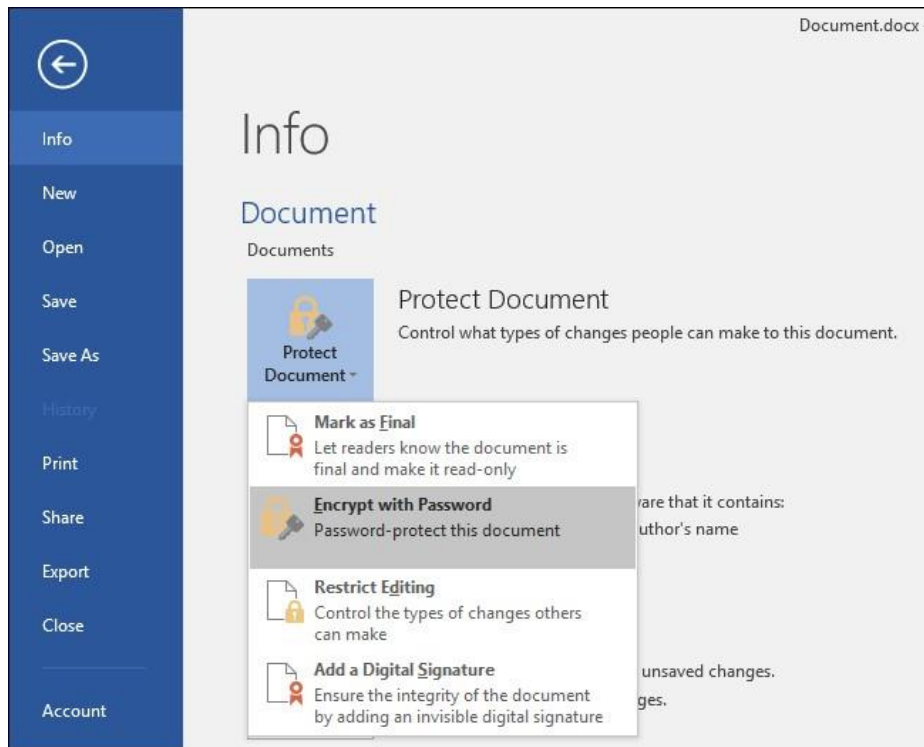 Document.docx
Info
New
Open
Save
Save As
History
Print
Share
Export
Close
Account
Info
Document
Documents
Protect
Document
Protect Document
Control what types of changes people can make to this document.
Mark as Final
Let readers know the document is
final and make it read-only
Encrypt with Password
Password-protect this document
Restrict Editing
Control the types of changes others
can make
Add a Digital Signature
Ensure the integrity of the document
by adding an invisible digital signature
that it contains:
name
unsaved changes.